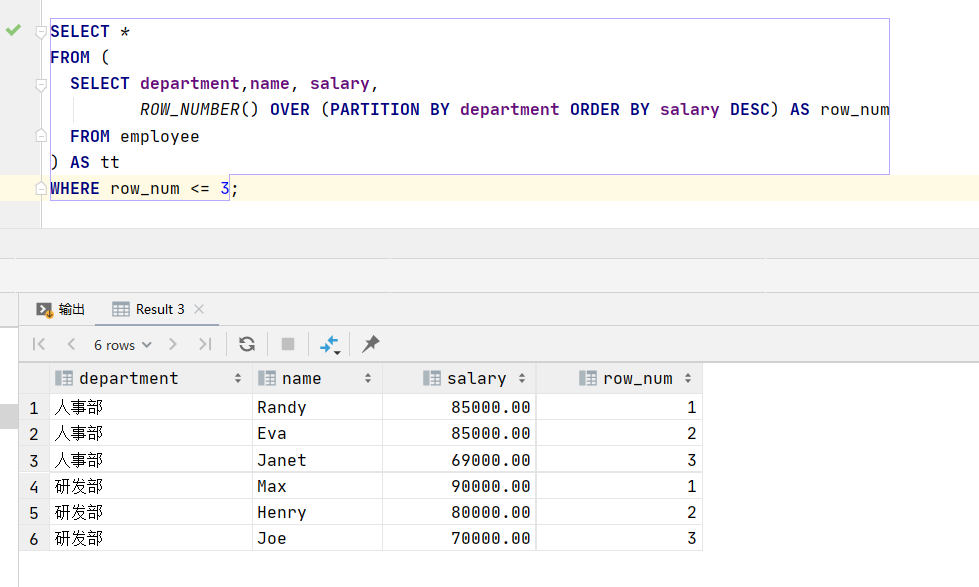 SELECT *
FROM (
SELECT department,name, salary,
ROW_NUMBER() OVER (PARTITION BY department ORDER BY salary DESC) AS row_num
FROM employee
) AS tt
WHERE row_num <= 3;
输出 Result 3
6 rows
department name salary row_num
1 人事部 Randy 85000.00 1
2 人事部 Eva 85000.00 2
3 人事部 Janet 69000.00 3
4 研发部 Max 90000.00 1
5 研发部 Henry 80000.00 2
6 研发部 Joe 70000.00 3